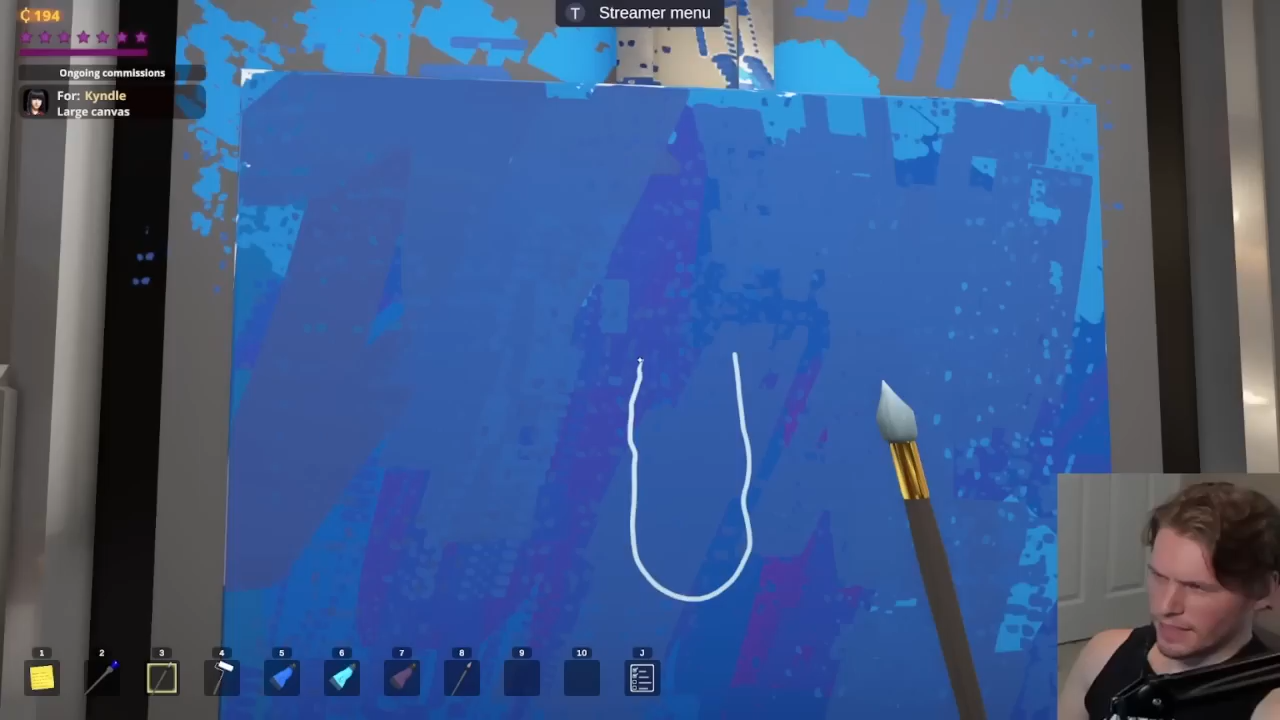 ₵ 194
T Streamer menu
Ongoing commissions
For: Kyndle
Large canvas
1 2 3 4 5 6 7 8 9 10 J